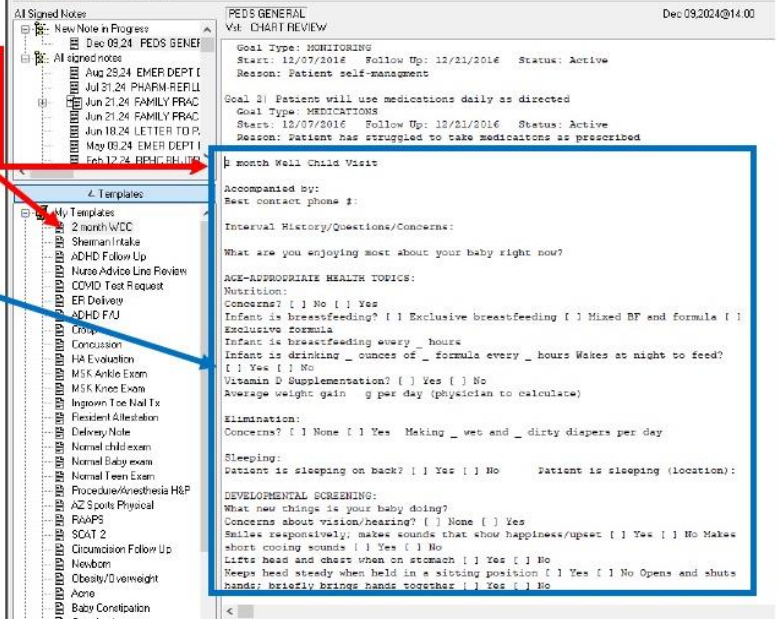 All Signed Notes
New Note in Progress
Dec 09,24 PEDS GENEF
All signed notes
Aug 29,24 EMER DEPT
Jul 31,24 PHARM-REFILL
Jun 21,24 FAMILY PRAC
Jun 21,24 FAMILY PRAC
Jun 18,24 LETTER TO
May 09,24 EMER DEPT
Feb 12,24 BPHC
Templates
My Templates
2 month WCC
Sherman Intake
ADHD Follow Up
Nurse Advice Line Review
COVID Test Request
ER Delivery
ADHD F/U
Croup
Concussion
HA Evaluation
MSK Ankle Exam
MSK Knee Exam
Ingrown Toe Nail Tx
Resident Attestation
Delivery Note
Normal child exam
Normal Baby exam
Normal Teen Exam
Procedure/Anesthesia H&P
AZ Sports Physical
RAAPS
SCAT 2
Circumcision Follow Up
Newborn
Obesity/Overweight
Acne
Baby Constipation
PEDS GENERAL Dec 09,2024@14:00
Vst: CHART REVIEW
Goal Type: MONITORING
Start: 12/07/2016 Follow Up: 12/21/2016 Status: Active
Reason: Patient self-managment
Goal 2| Patient will use medications daily as directed
Goal Type: MEDICATIONS
Start: 12/07/2016 Follow Up: 12/21/2016 Status: Active
Reason: Patient has struggled to take medicaitons as prescribed
2 month Well Child Visit
Accompanied by:
Best contact phone #:
Interval History/Questions/Concerns:
What are you enjoying most about your baby right now?
AGE-APPROPRIATE HEALTH TOPICS:
Nutrition:
Concerns? [ ] No [ ] Yes
Infant is breastfeeding? [ ] Exclusive breastfeeding [ ] Mixed BF and formula [ ]
Exclusive formula
Infant is breastfeeding every _ hours
Infant is drinking _ ounces of _ formula every _ hours Wakes at night to feed?
[ ] Yes [ ] No
Vitamin D Supplementation? [ ] Yes [ ] No
Average weight gain _ g per day (physician to calculate)
Elimination:
Concerns? [ ] None [ ] Yes Making _ wet and _ dirty diapers per day
Sleeping:
Patient is sleeping on back? [ ] Yes [ ] No Patient is sleeping (location):
DEVELOPMENTAL SCREENING:
What new things is your baby doing?
Concerns about vision/hearing? [ ] None [ ] Yes
Smiles responsively; makes sounds that show happiness/upset [ ] Yes [ ] No Makes
short cooing sounds [ ] Yes [ ] No
Lifts head and chest when on stomach [ ] Yes [ ] No
Keeps head steady when held in a sitting position [ ] Yes [ ] No Opens and shuts
hands; briefly brings hands together [ ] Yes [ ] No